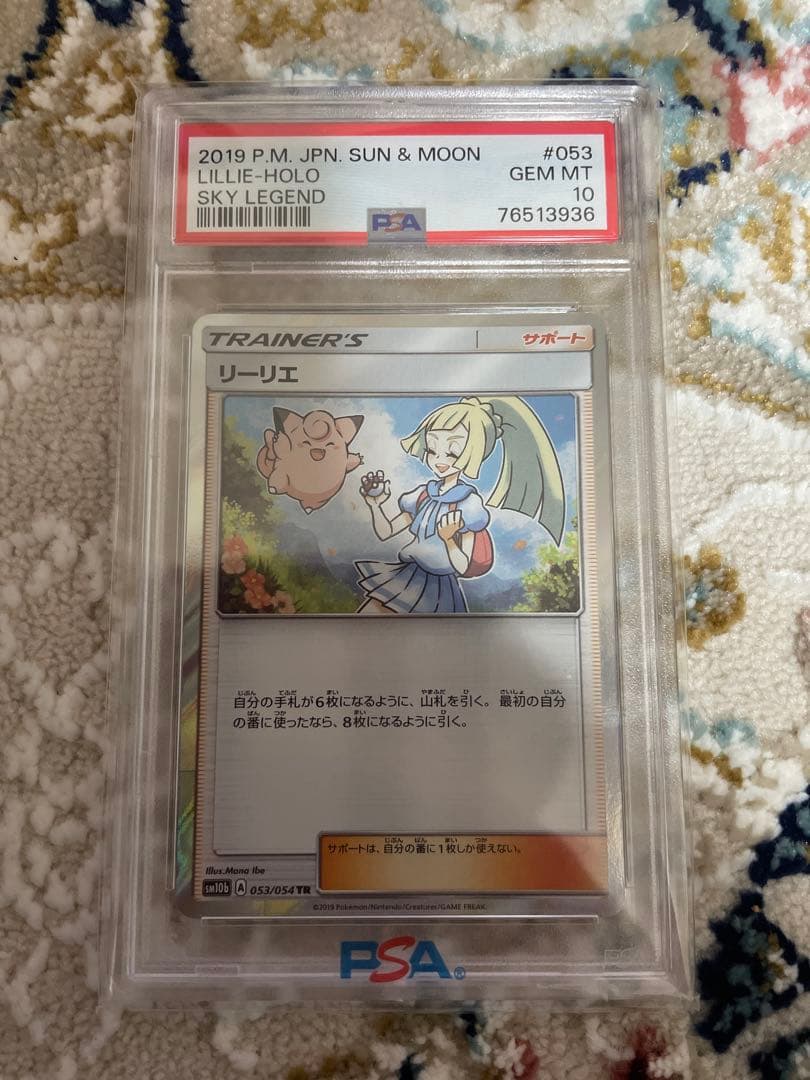 2019 P.M. JPN. SUN & MOON #053
LILLIE-HOLO GEM MT
SKY LEGEND 10
PSA 76513936
TRAINER'S サポート
リーリエ
自分の手札が6枚になるように、山札を引く。最初の自分
の番に使ったなら、8枚になるように引く。
サポートは、自分の番に1枚しか使えない。
Illus.Mana Ibe
sm10b A 053/054 TR
©2019 Pokémon/Nintendo/Creatures/GAME FREAK.
PSA®